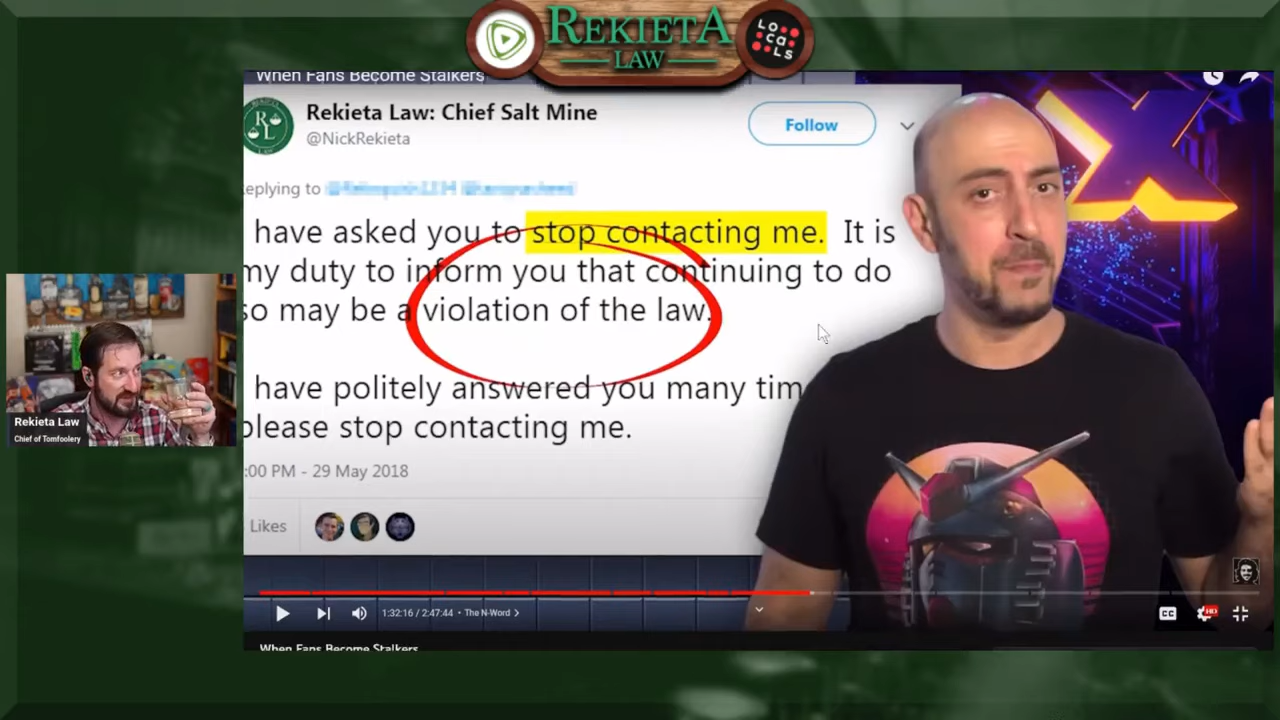 REKIETA
LAW
LOcaLs
When Fans Become Stalkers
Rekieta Law: Chief Salt Mine
@NickRekieta
Follow
eplying to
have asked you to stop contacting me. It is
my duty to inform you that continuing to do
so may be a violation of the law.
have politely answered you many tim
please stop contacting me.
:00 PM - 29 May 2018
Likes
Rekieta Law
Chief of Tomfoolery
1:32:16 / 2:47:44 • The N-Word >
CC
HD
When Fans Become Stalkers